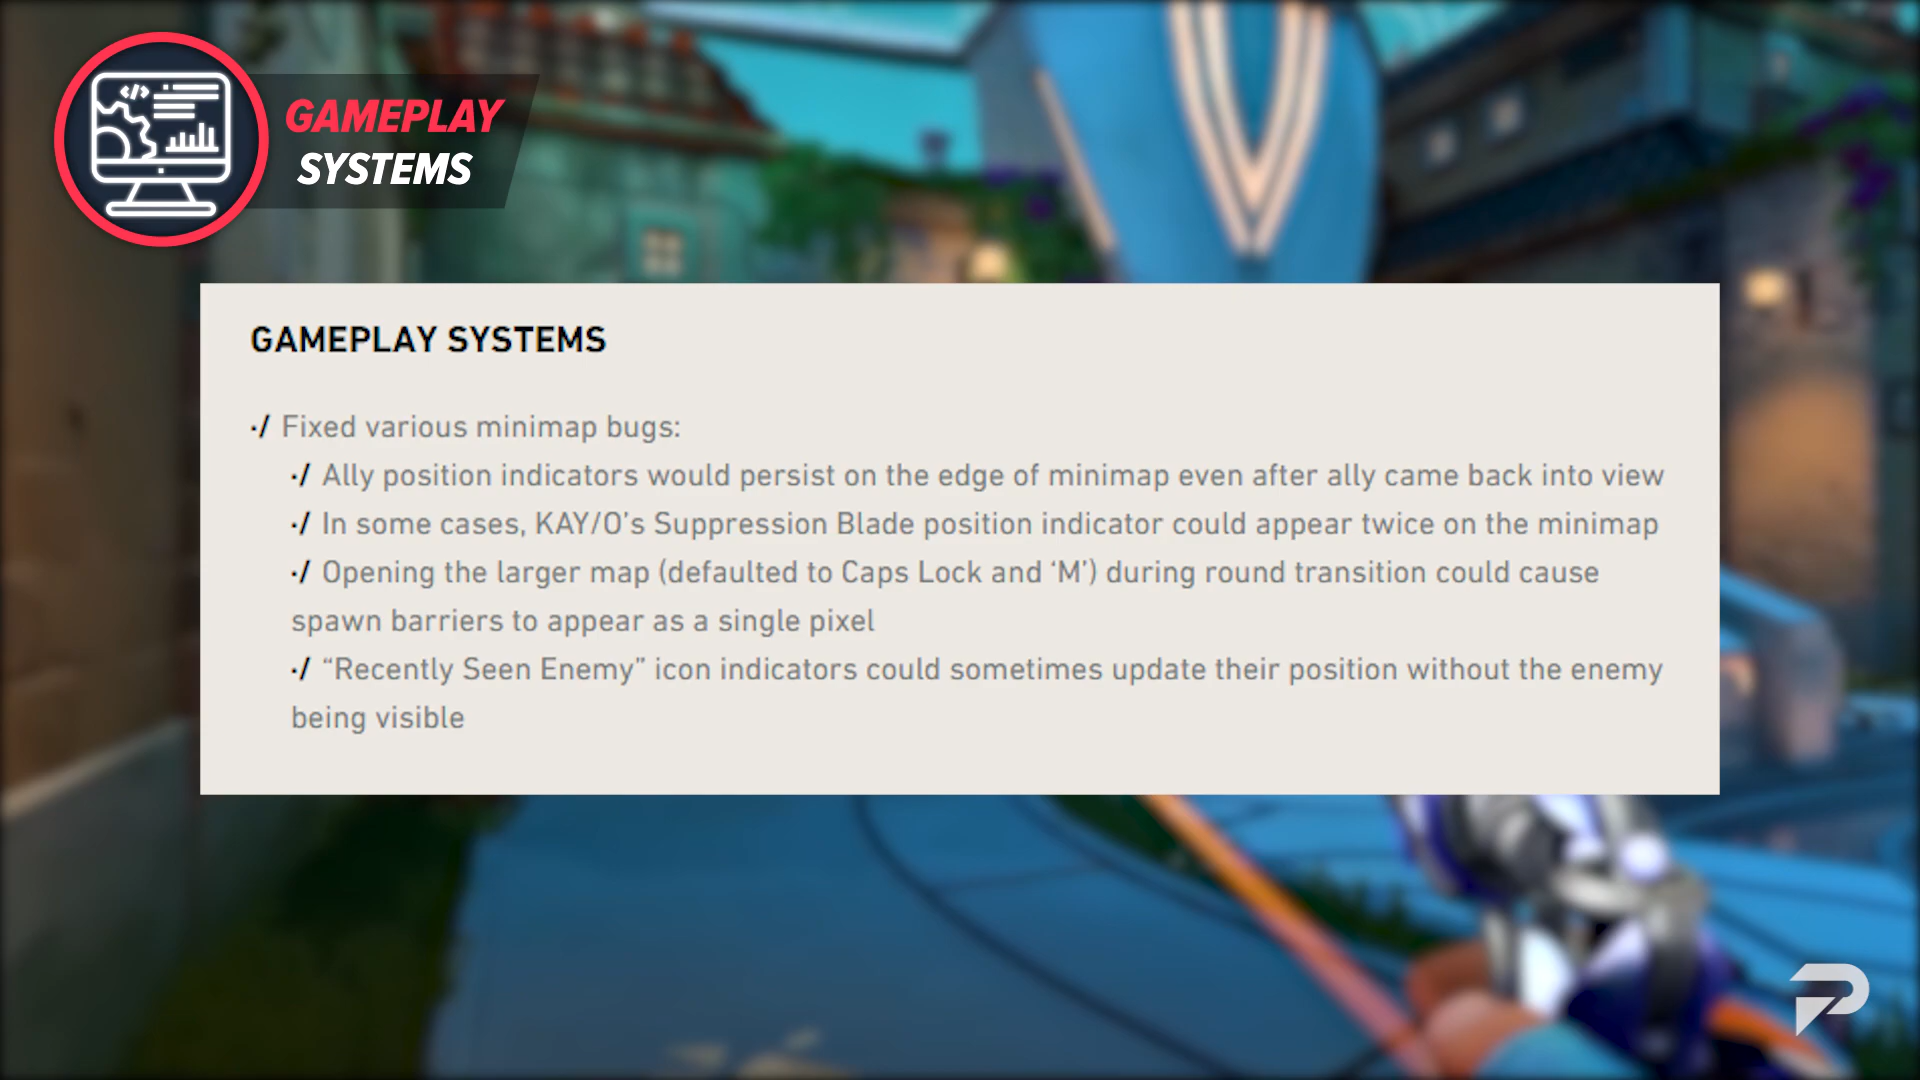 GAMEPLAY
SYSTEMS
GAMEPLAY SYSTEMS
·/ Fixed various minimap bugs:
·/ Ally position indicators would persist on the edge of minimap even after ally came back into view
·/ In some cases, KAY/O’s Suppression Blade position indicator could appear twice on the minimap
·/ Opening the larger map (defaulted to Caps Lock and ‘M’) during round transition could cause
spawn barriers to appear as a single pixel
·/ “Recently Seen Enemy” icon indicators could sometimes update their position without the enemy
being visible